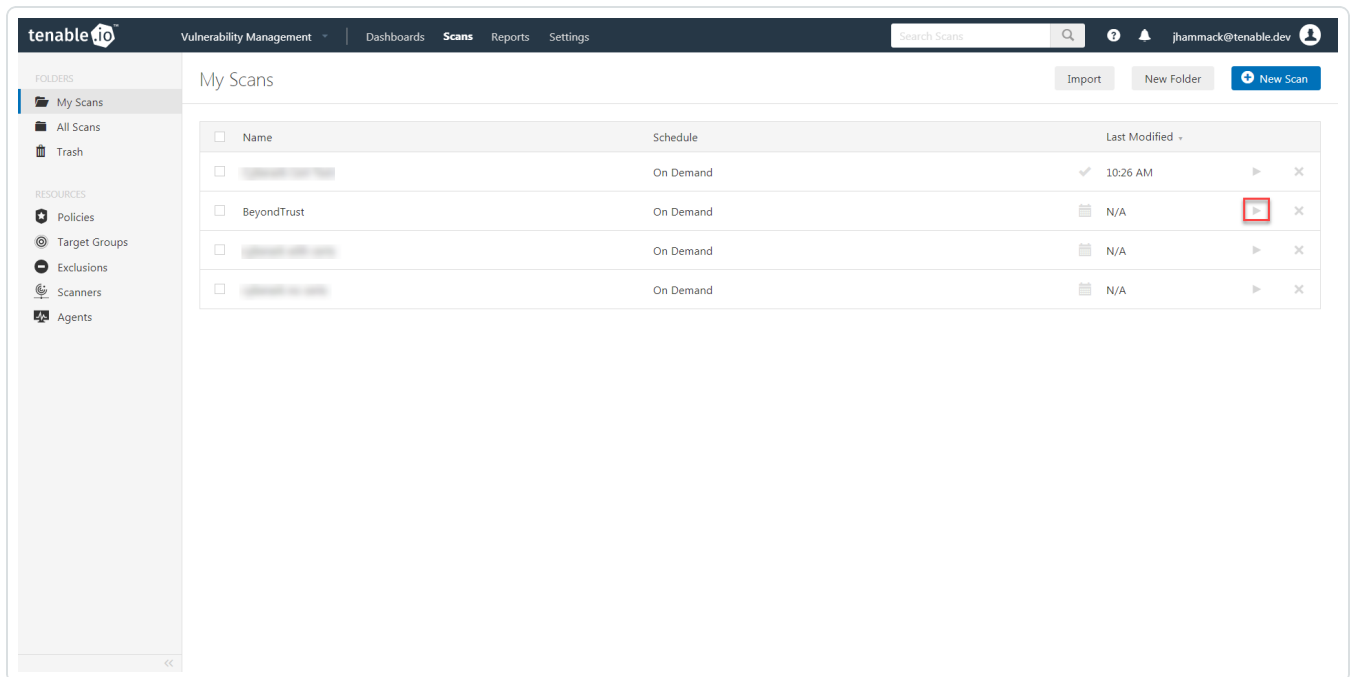 tenable.io™ Vulnerability Management Dashboards Scans Reports Settings Search Scans jhammack@tenable.dev
FOLDERS
My Scans
All Scans
Trash
RESOURCES
Policies
Target Groups
Exclusions
Scanners
Agents
My Scans Import New Folder New Scan
Name Schedule Last Modified
On Demand 10:26 AM
BeyondTrust On Demand N/A
On Demand N/A
On Demand N/A